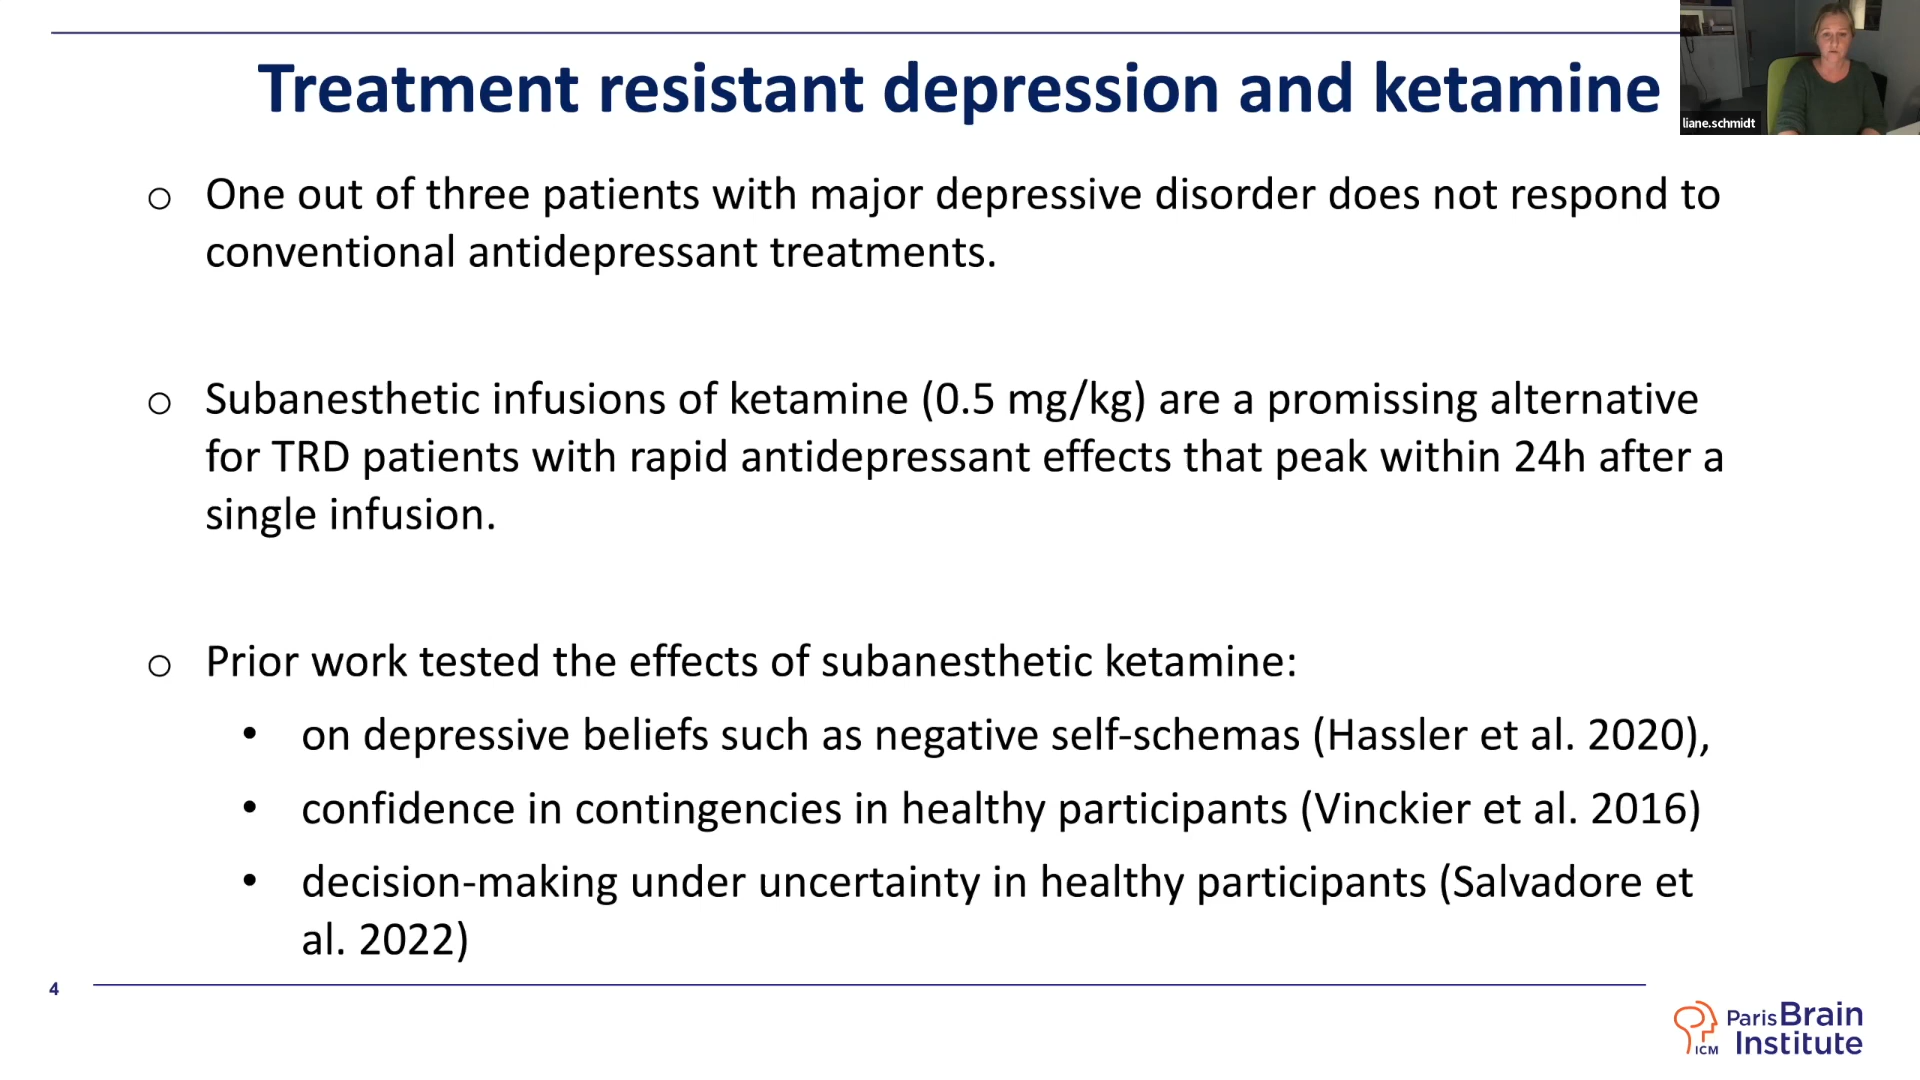 Treatment resistant depression and ketamine
liane.schmidt
○ One out of three patients with major depressive disorder does not respond to
conventional antidepressant treatments.
○ Subanesthetic infusions of ketamine (0.5 mg/kg) are a promissing alternative
for TRD patients with rapid antidepressant effects that peak within 24h after a
single infusion.
○ Prior work tested the effects of subanesthetic ketamine:
• on depressive beliefs such as negative self-schemas (Hassler et al. 2020),
• confidence in contingencies in healthy participants (Vinckier et al. 2016)
• decision-making under uncertainty in healthy participants (Salvadore et
al. 2022)
4
Paris Brain
Institute
ICM